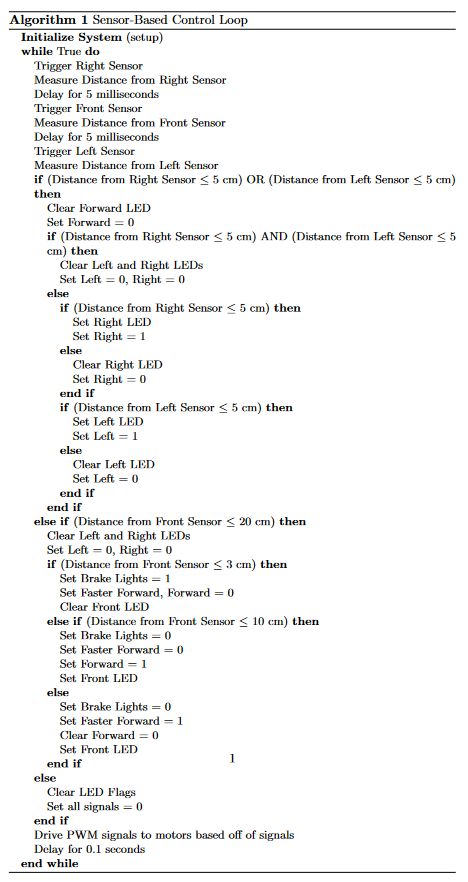 Algorithm 1 Sensor-Based Control Loop
Initialize System (setup)
while True do
Trigger Right Sensor
Measure Distance from Right Sensor
Delay for 5 milliseconds
Trigger Front Sensor
Measure Distance from Front Sensor
Delay for 5 milliseconds
Trigger Left Sensor
Measure Distance from Left Sensor
if (Distance from Right Sensor ≤ 5 cm) OR (Distance from Left Sensor ≤ 5 cm)
then
Clear Forward LED
Set Forward = 0
if (Distance from Right Sensor ≤ 5 cm) AND (Distance from Left Sensor ≤ 5
cm) then
Clear Left and Right LEDs
Set Left = 0, Right = 0
else
if (Distance from Right Sensor ≤ 5 cm) then
Set Right LED
Set Right = 1
else
Clear Right LED
Set Right = 0
end if
if (Distance from Left Sensor ≤ 5 cm) then
Set Left LED
Set Left = 1
else
Clear Left LED
Set Left = 0
end if
end if
else if (Distance from Front Sensor ≤ 20 cm) then
Clear Left and Right LEDs
Set Left = 0, Right = 0
if (Distance from Front Sensor ≤ 3 cm) then
Set Brake Lights = 1
Set Faster Forward, Forward = 0
Clear Front LED
else if (Distance from Front Sensor ≤ 10 cm) then
Set Brake Lights = 0
Set Faster Forward = 0
Set Forward = 1
Set Front LED
else
Set Brake Lights = 0
Set Faster Forward = 1
Clear Forward = 0
Set Front LED
end if
1
else
Clear LED Flags
Set all signals = 0
end if
Drive PWM signals to motors based off of signals
Delay for 0.1 seconds
end while